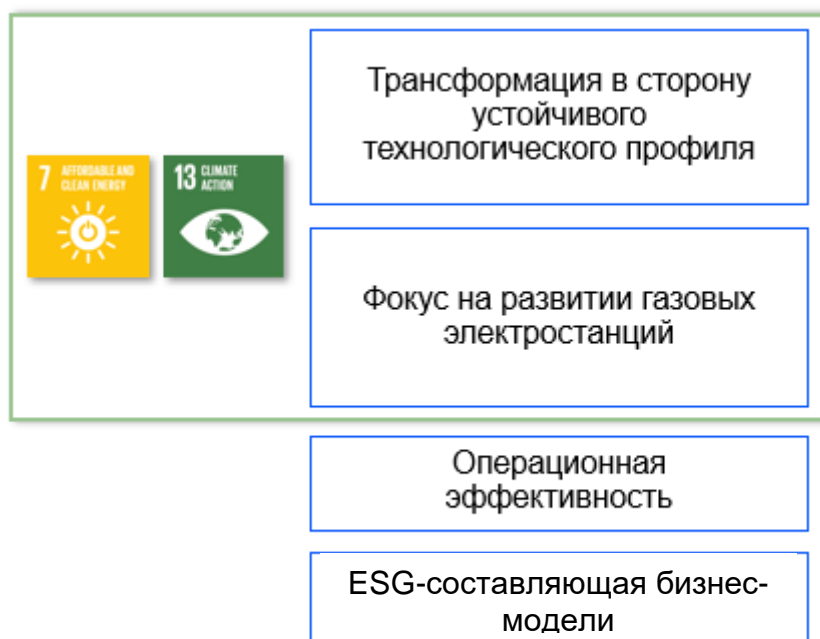 Трансформация в сторону
устойчивого
технологического профиля
7 AFFORDABLE AND
CLEAN ENERGY
13 CLIMATE
ACTION
Фокус на развитии газовых
электростанций
Операционная
эффективность
ESG-составляющая бизнес-
модели